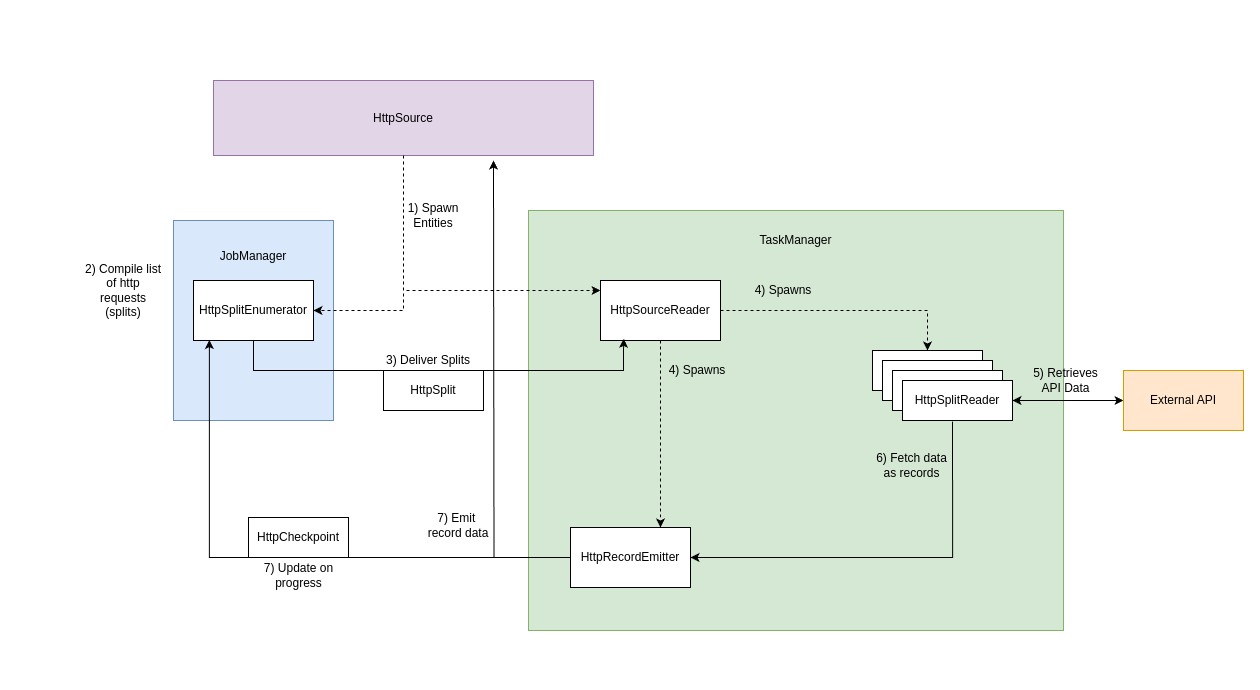 HttpSource
1) Spawn
Entities
TaskManager
JobManager
2) Compile list
of http
requests
(splits)
HttpSplitEnumerator
HttpSourceReader
4) Spawns
3) Deliver Splits
HttpSplit
4) Spawns
5) Retrieves
API Data
HttpSplitReader
External API
6) Fetch data
as records
7) Emit
record data
HttpCheckpoint
7) Update on
progress
HttpRecordEmitter